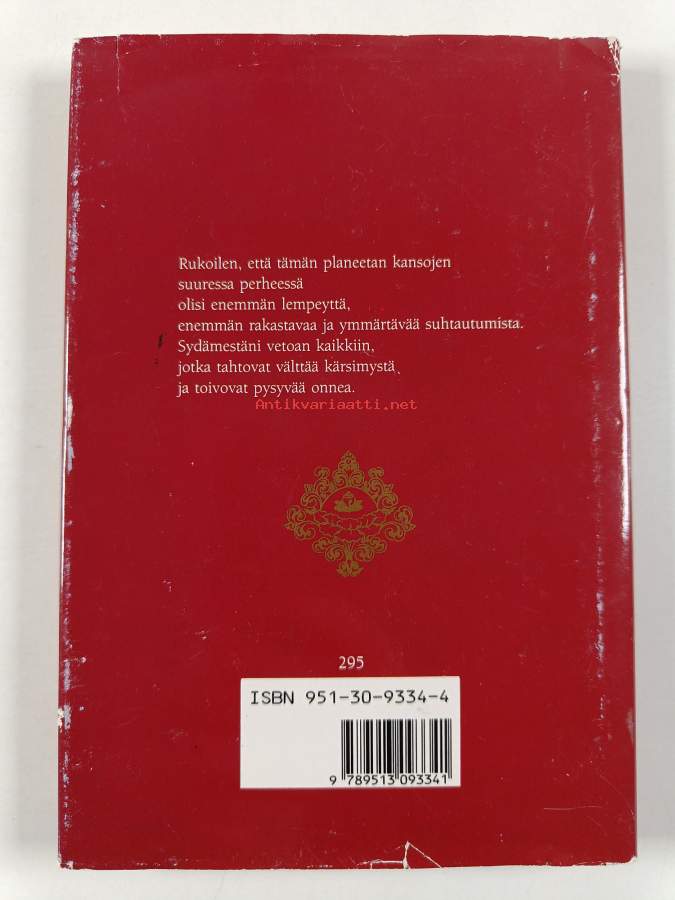 Rukoilen, että tämän planeetan kansojen
suuressa perheessä
olisi enemmän lempeyttä,
enemmän rakastavaa ja ymmärtävää suhtautumista.
Sydämestäni vetoan kaikkiin,
jotka tahtovat välttää kärsimystä
ja toivovat pysyvää onnea.
Antikvariaatti.net
295
ISBN 951-30-9334-4
9 789513 093341